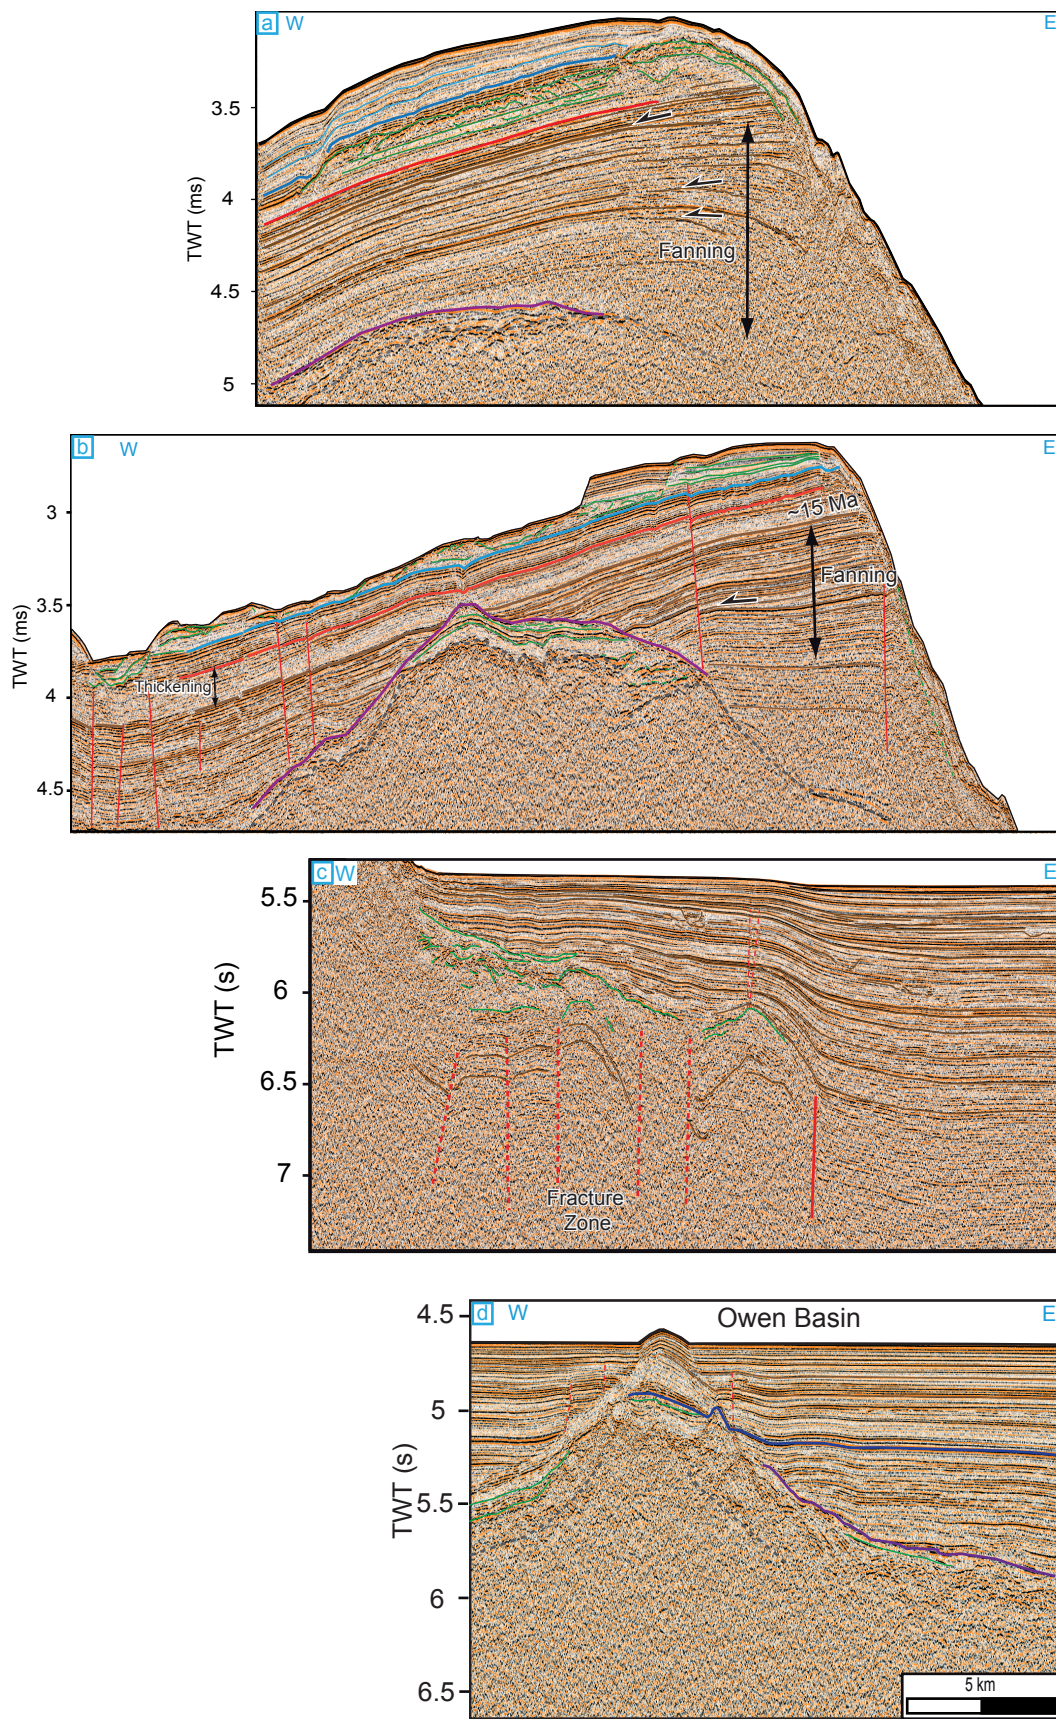 a W E
3.5
4
4.5
5
TWT (ms)
Fanning
b W E
3
3.5
4
4.5
TWT (ms)
~15 Ma
Fanning
Thickening
c W E
5.5
6
6.5
7
TWT (s)
Fracture
Zone
d W Owen Basin E
4.5
5
5.5
6
6.5
TWT (s)
5 km